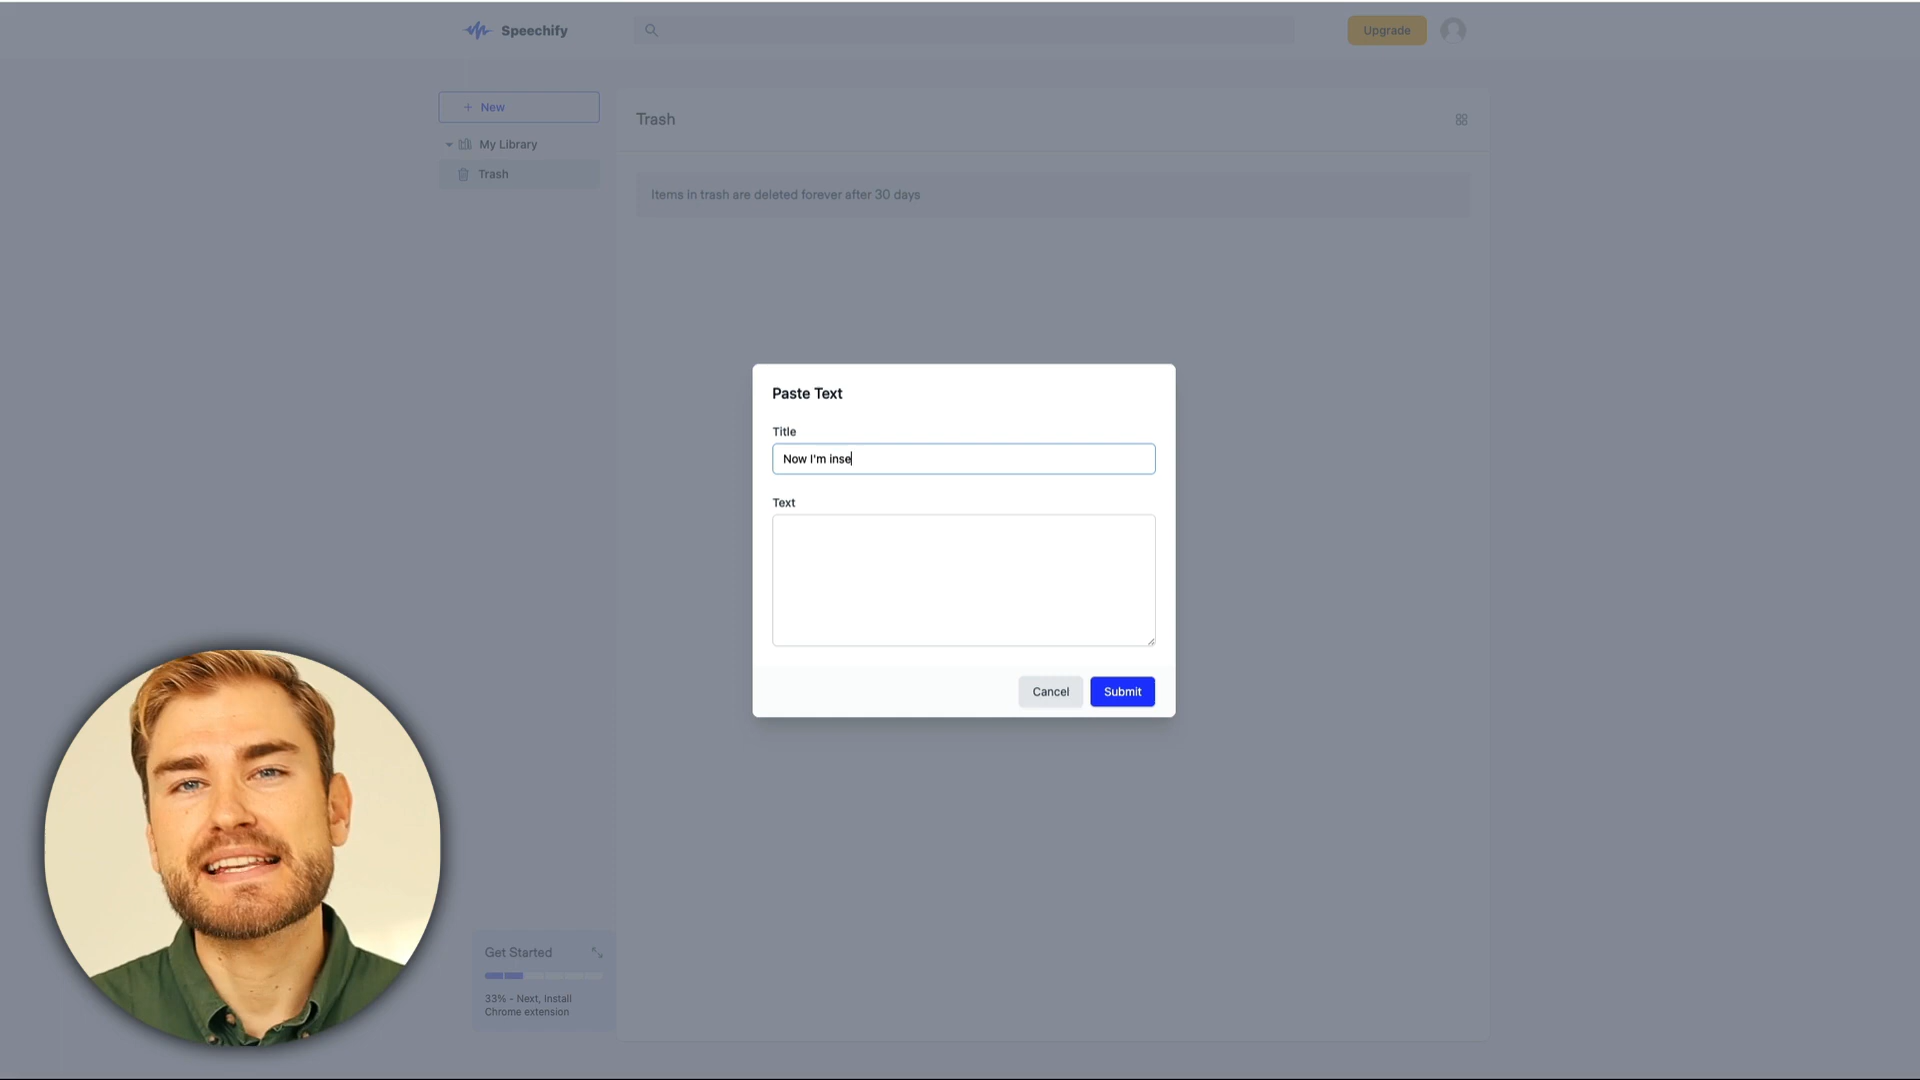 Speechify
Upgrade
+ New
My Library
Trash
Trash
Items in trash are deleted forever after 30 days
Paste Text
Title
Now I'm inse
Text
Cancel
Submit
Get Started
33% - Next, Install
Chrome extension